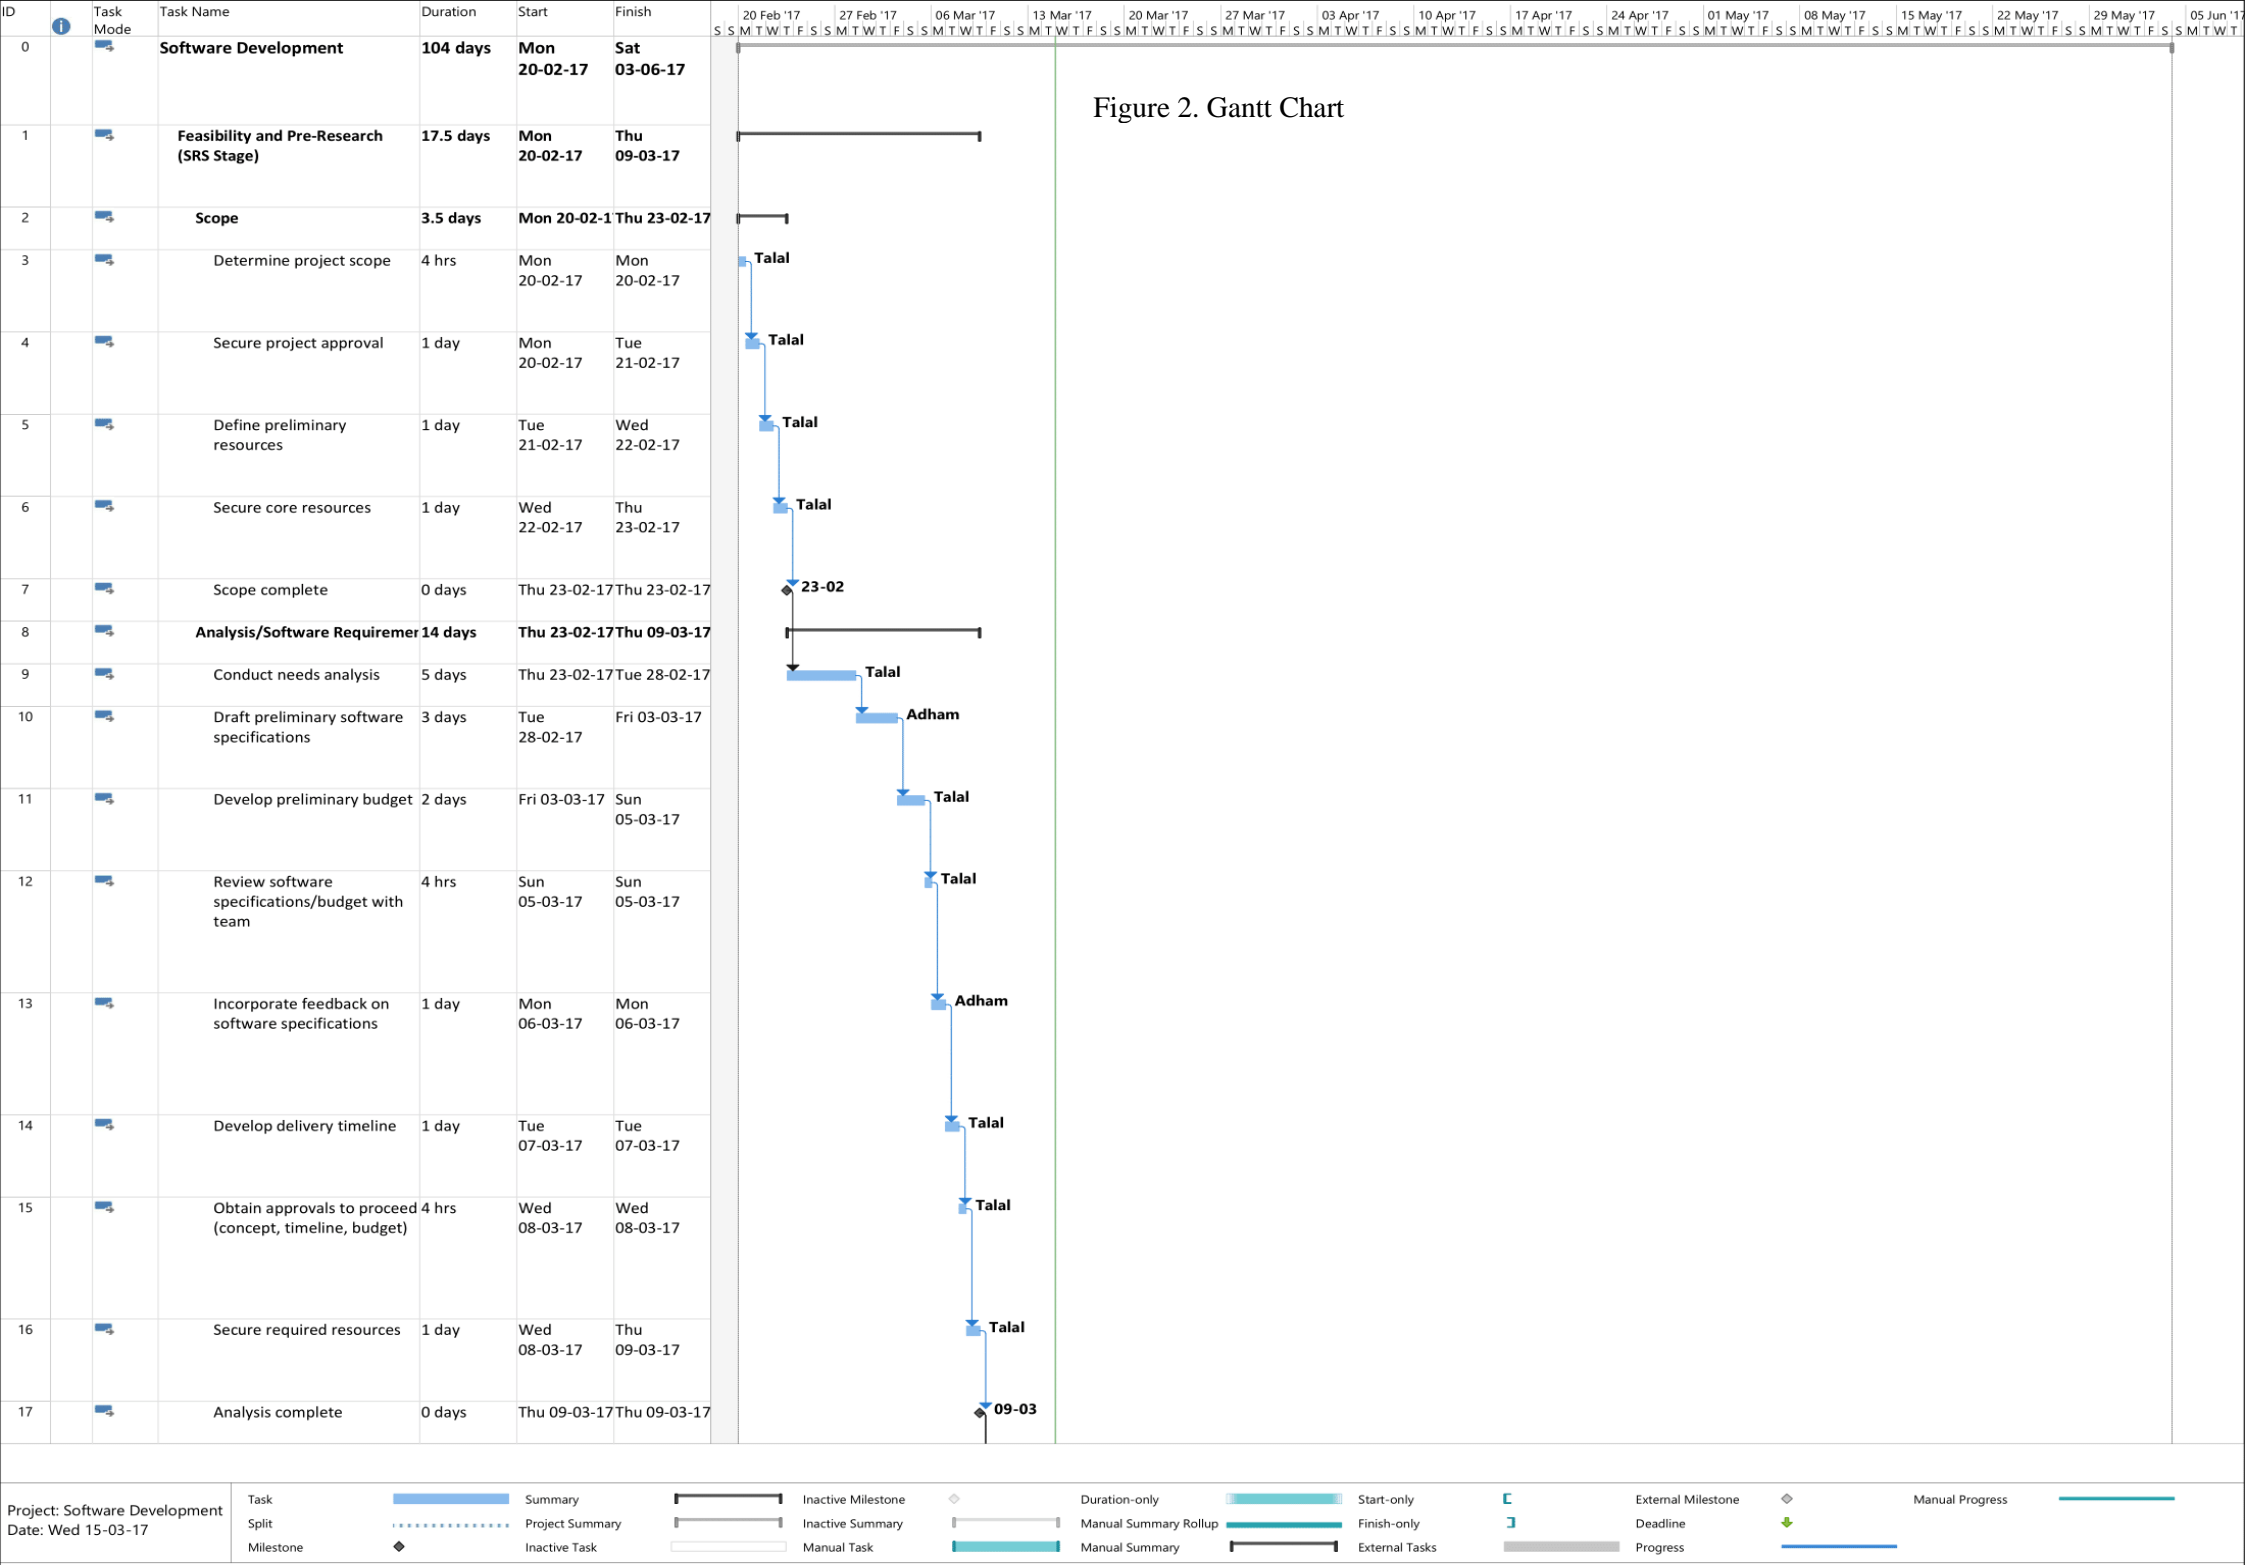 ID Task Mode Task Name Duration Start Finish
20 Feb '17 27 Feb '17 06 Mar '17 13 Mar '17 20 Mar '17 27 Mar '17 03 Apr '17 10 Apr '17 17 Apr '17 24 Apr '17 01 May '17 08 May '17 15 May '17 22 May '17 29 May '17 05 Jun '17
S S M T W T F S S M T W T F S S M T W T F S S M T W T F S S M T W T F S S M T W T F S S M T W T F S S M T W T F S S M T W T F S S M T W T F S S M T W T F S S M T W T F S S M T W T F S S M T W T F S S M T W T F S S M T W T
0 Software Development 104 days Mon 20-02-17 Sat 03-06-17
Figure 2. Gantt Chart
1 Feasibility and Pre-Research (SRS Stage) 17.5 days Mon 20-02-17 Thu 09-03-17
2 Scope 3.5 days Mon 20-02-1 Thu 23-02-17
3 Determine project scope 4 hrs Mon 20-02-17 Mon 20-02-17 Talal
4 Secure project approval 1 day Mon 20-02-17 Tue 21-02-17 Talal
5 Define preliminary resources 1 day Tue 21-02-17 Wed 22-02-17 Talal
6 Secure core resources 1 day Wed 22-02-17 Thu 23-02-17 Talal
7 Scope complete 0 days Thu 23-02-17 Thu 23-02-17 23-02
8 Analysis/Software Requiremer 14 days Thu 23-02-17 Thu 09-03-17
9 Conduct needs analysis 5 days Thu 23-02-17 Tue 28-02-17 Talal
10 Draft preliminary software specifications 3 days Tue 28-02-17 Fri 03-03-17 Adham
11 Develop preliminary budget 2 days Fri 03-03-17 Sun 05-03-17 Talal
12 Review software specifications/budget with team 4 hrs Sun 05-03-17 Sun 05-03-17 Talal
13 Incorporate feedback on software specifications 1 day Mon 06-03-17 Mon 06-03-17 Adham
14 Develop delivery timeline 1 day Tue 07-03-17 Tue 07-03-17 Talal
15 Obtain approvals to proceed (concept, timeline, budget) 4 hrs Wed 08-03-17 Wed 08-03-17 Talal
16 Secure required resources 1 day Wed 08-03-17 Thu 09-03-17 Talal
17 Analysis complete 0 days Thu 09-03-17 Thu 09-03-17 09-03
Project: Software Development
Date: Wed 15-03-17
Task Summary Inactive Milestone Duration-only Start-only External Milestone Manual Progress
Split Project Summary Inactive Summary Manual Summary Rollup Finish-only Deadline
Milestone Inactive Task Manual Task Manual Summary External Tasks Progress